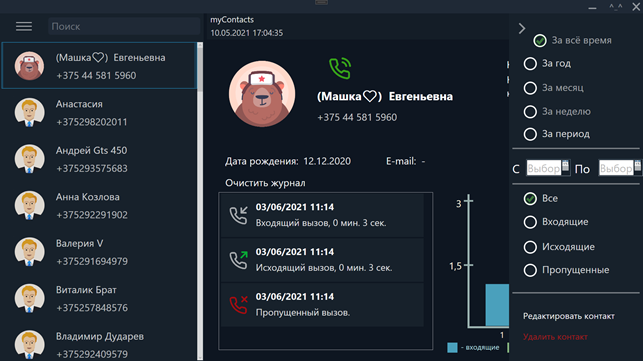 Поиск
(Машка♡) Евгеньевна
+375 44 581 5960
Анастасия
+375298202011
Андрей Gts 450
+375293575683
Анна Козлова
+375292291902
Валерия V
+375291694979
Виталик Брат
+375257848576
Владимир Дударев
+375292409579
myContacts
10.05.2021 17:04:35
(Машка♡) Евгеньевна
+375 44 581 5960
Дата рождения: 12.12.2020 E-mail: -
Очистить журнал
03/06/2021 11:14
Входящий вызов, 0 мин. 3 сек.
03/06/2021 11:14
Исходящий вызов, 0 мин. 3 сек.
03/06/2021 11:14
Пропущенный вызов.
3
1,5
1
- входящие
^_^
За всё время
За год
За месяц
За неделю
За период
С Выбор По Выбор
Все
Входящие
Исходящие
Пропущенные
Редактировать контакт
Удалить контакт